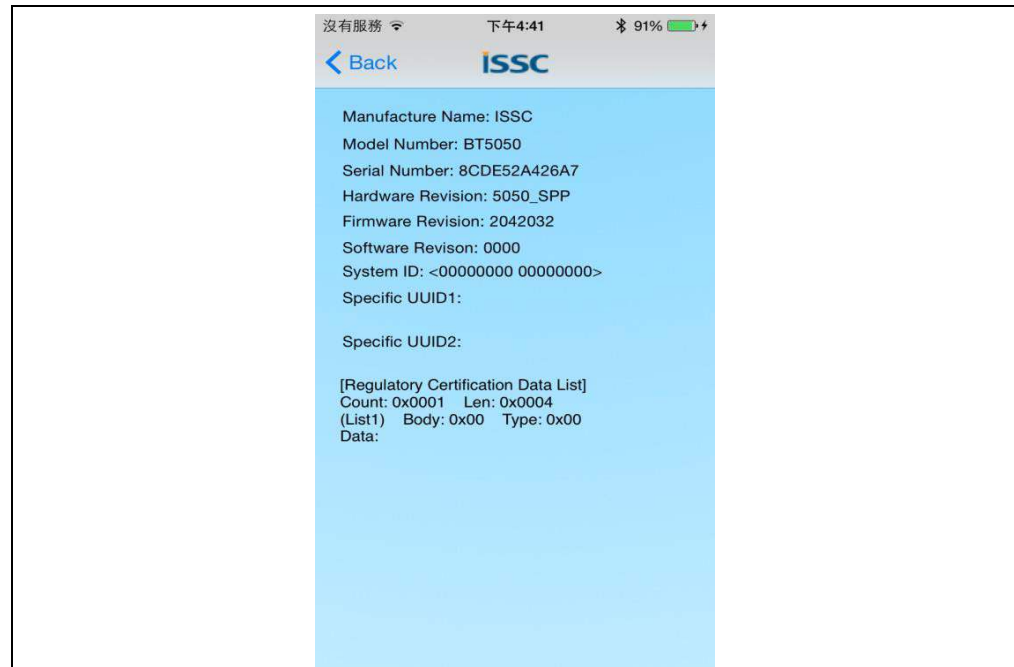 沒有服務 下午4:41 91%
Back ISSC
Manufacture Name: ISSC
Model Number: BT5050
Serial Number: 8CDE52A426A7
Hardware Revision: 5050_SPP
Firmware Revision: 2042032
Software Revison: 0000
System ID: <00000000 00000000>
Specific UUID1:
Specific UUID2:
[Regulatory Certification Data List]
Count: 0x0001 Len: 0x0004
(List1) Body: 0x00 Type: 0x00
Data: